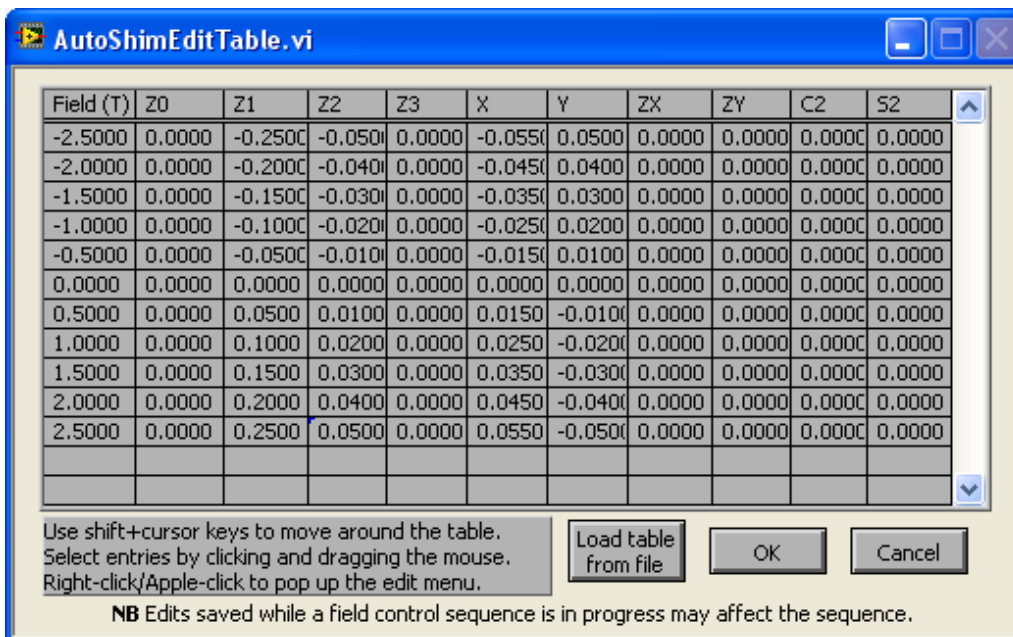 AutoShimEditTable.vi
Field (T) Z0 Z1 Z2 Z3 X Y ZX ZY C2 S2
-2.5000 0.0000 -0.2500 -0.050 0.0000 -0.055 0.0500 0.0000 0.0000 0.0000 0.0000
-2.0000 0.0000 -0.2000 -0.040 0.0000 -0.045 0.0400 0.0000 0.0000 0.0000 0.0000
-1.5000 0.0000 -0.1500 -0.030 0.0000 -0.035 0.0300 0.0000 0.0000 0.0000 0.0000
-1.0000 0.0000 -0.1000 -0.020 0.0000 -0.025 0.0200 0.0000 0.0000 0.0000 0.0000
-0.5000 0.0000 -0.0500 -0.010 0.0000 -0.015 0.0100 0.0000 0.0000 0.0000 0.0000
0.0000 0.0000 0.0000 0.0000 0.0000 0.0000 0.0000 0.0000 0.0000 0.0000 0.0000
0.5000 0.0000 0.0500 0.0100 0.0000 0.0150 -0.010 0.0000 0.0000 0.0000 0.0000
1.0000 0.0000 0.1000 0.0200 0.0000 0.0250 -0.020 0.0000 0.0000 0.0000 0.0000
1.5000 0.0000 0.1500 0.0300 0.0000 0.0350 -0.030 0.0000 0.0000 0.0000 0.0000
2.0000 0.0000 0.2000 0.0400 0.0000 0.0450 -0.040 0.0000 0.0000 0.0000 0.0000
2.5000 0.0000 0.2500 0.0500 0.0000 0.0550 -0.050 0.0000 0.0000 0.0000 0.0000
Use shift+cursor keys to move around the table.
Select entries by clicking and dragging the mouse.
Right-click/Apple-click to pop up the edit menu.
Load table
from file
OK
Cancel
NB Edits saved while a field control sequence is in progress may affect the sequence.